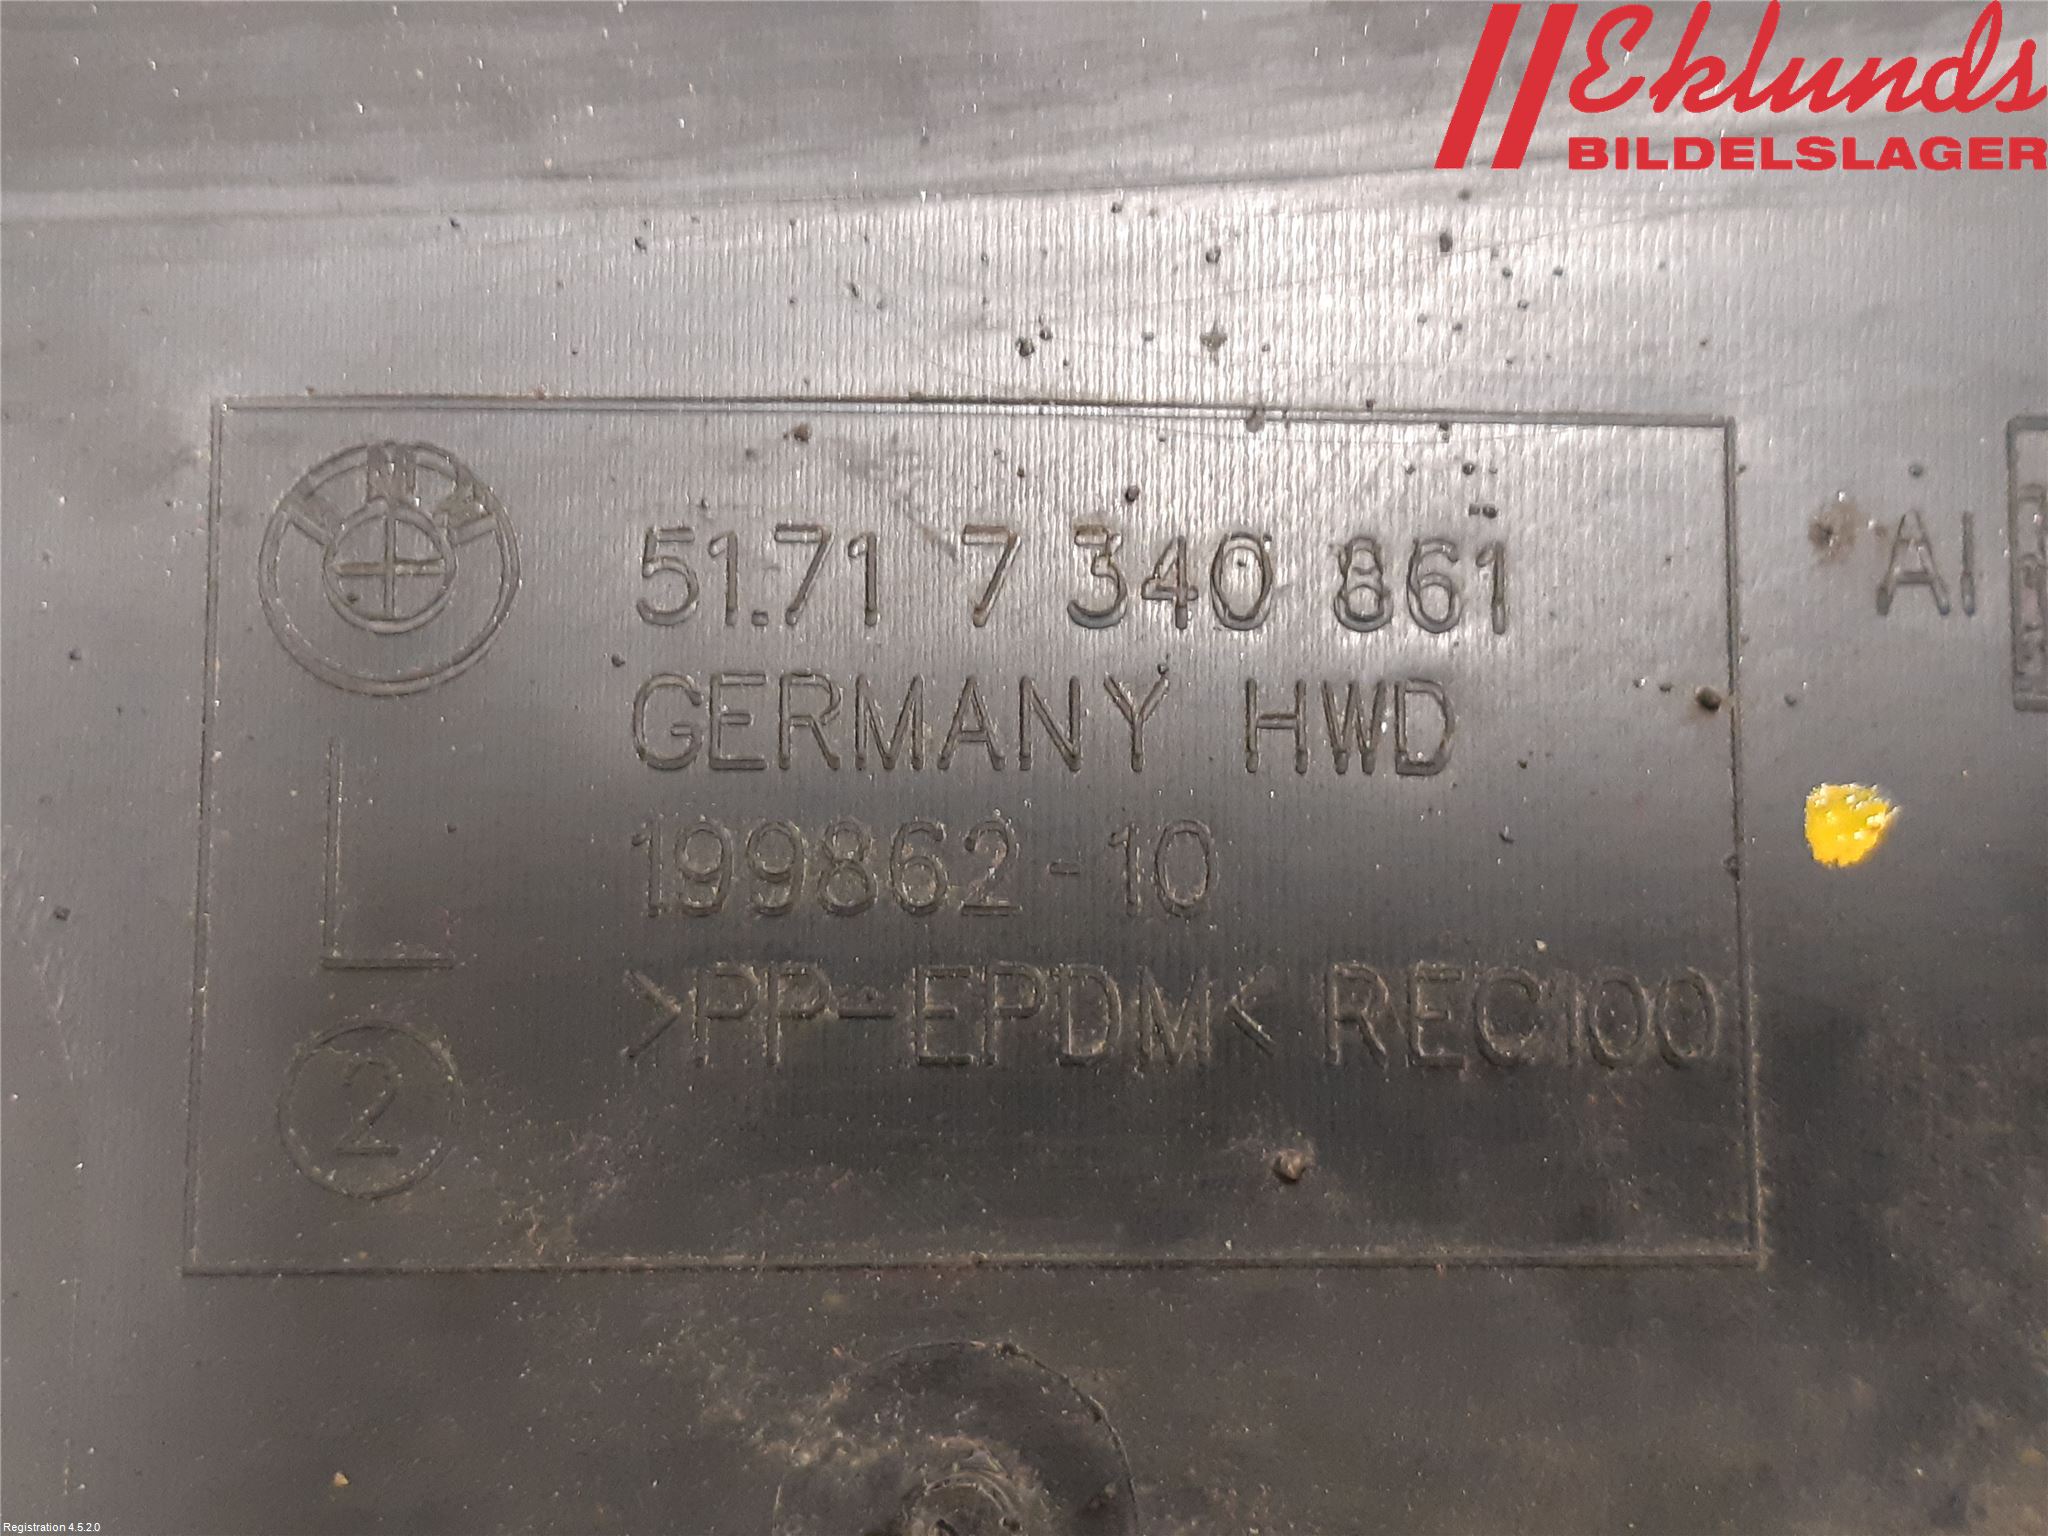 Eklunds
BILDELSLAGER
BMW
51.71 7 340 861
AI
GERMANY HWD
L
199862-10
>PP-EPDM< REC100
2
Registration 4.5.2.0